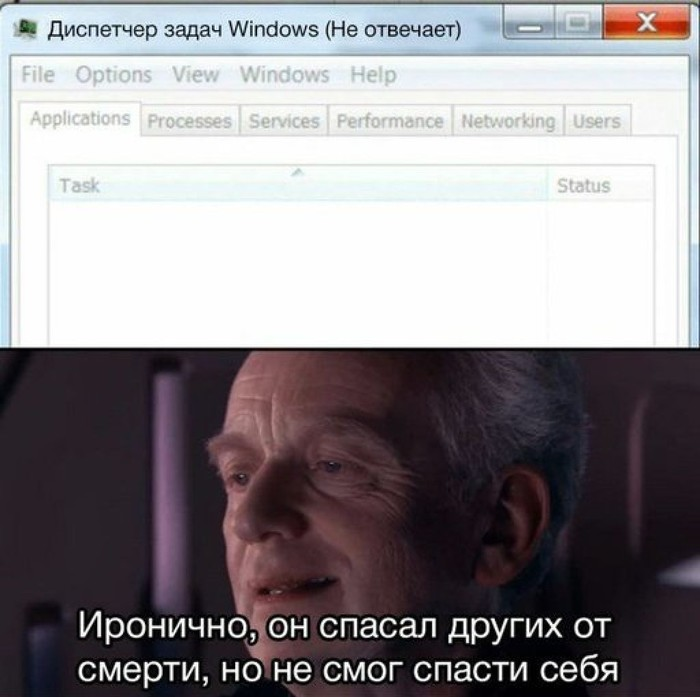 Диспетчер задач Windows (Не отвечает)
File Options View Windows Help
Applications Processes Services Performance Networking Users
Task Status
Иронично, он спасал других от
смерти, но не смог спасти себя